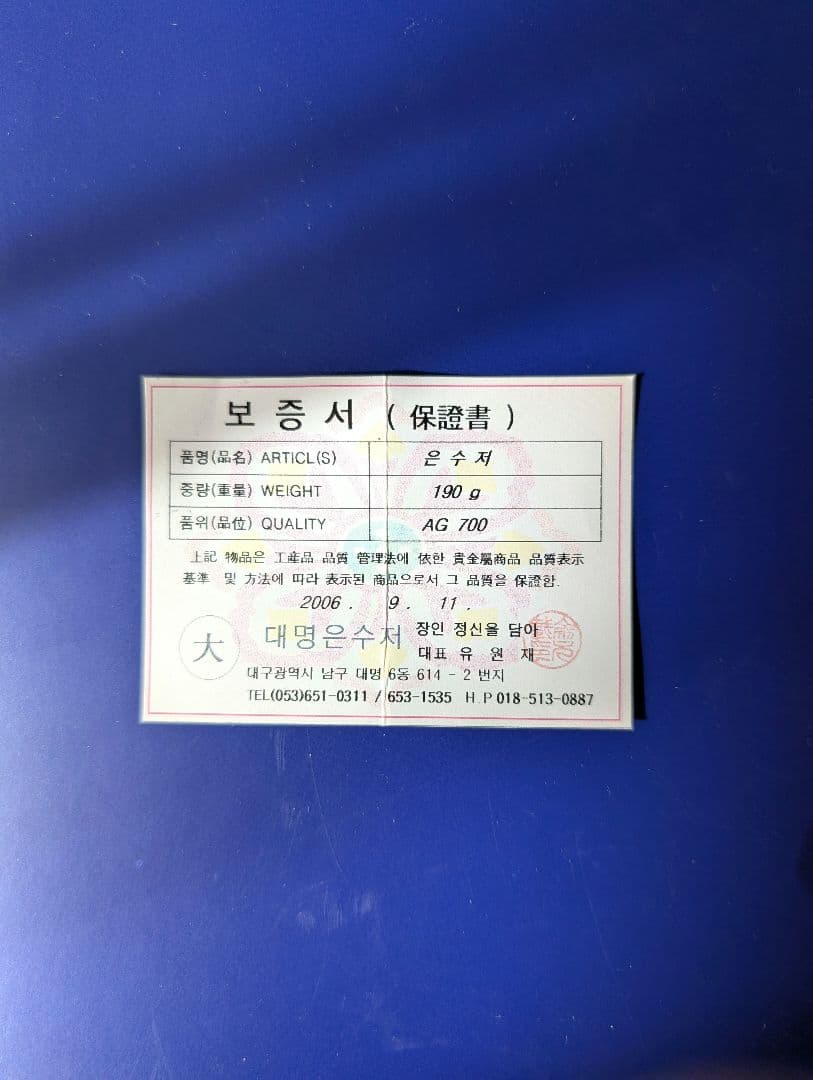 보증서 (保證書)
품명(品名) ARTICL(S) 은수저
중량(重量) WEIGHT 190 g
품위(品位) QUALITY AG 700
上記 物品은 工産品 品質 管理法에 依한 貴金屬商品 品質表示
基準 및 方法에 따라 表示된 商品으로서 그 品質을 保證함.
2006. 9. 11.
大 대명은수저 장인 정신을 담아
대표 유 원 재
대구광역시 남구 대명 6동 614 - 2 번지
TEL(053)651-0311 / 653-1535 H.P 018-513-0887